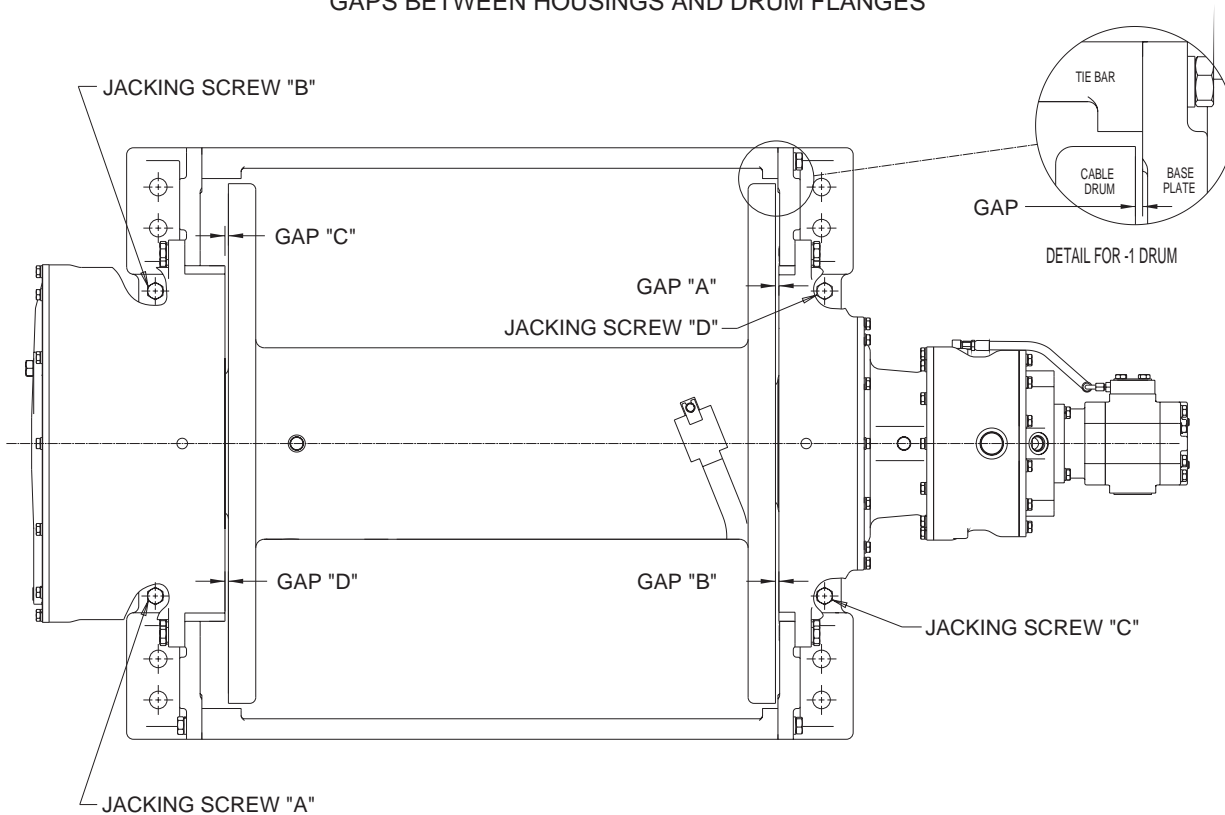 GAPS BETWEEN HOUSINGS AND DRUM FLANGES
JACKING SCREW "B"
TIE BAR
CABLE
DRUM
BASE
PLATE
GAP
DETAIL FOR -1 DRUM
GAP "C"
GAP "A"
JACKING SCREW "D"
GAP "D"
GAP "B"
JACKING SCREW "C"
JACKING SCREW "A"